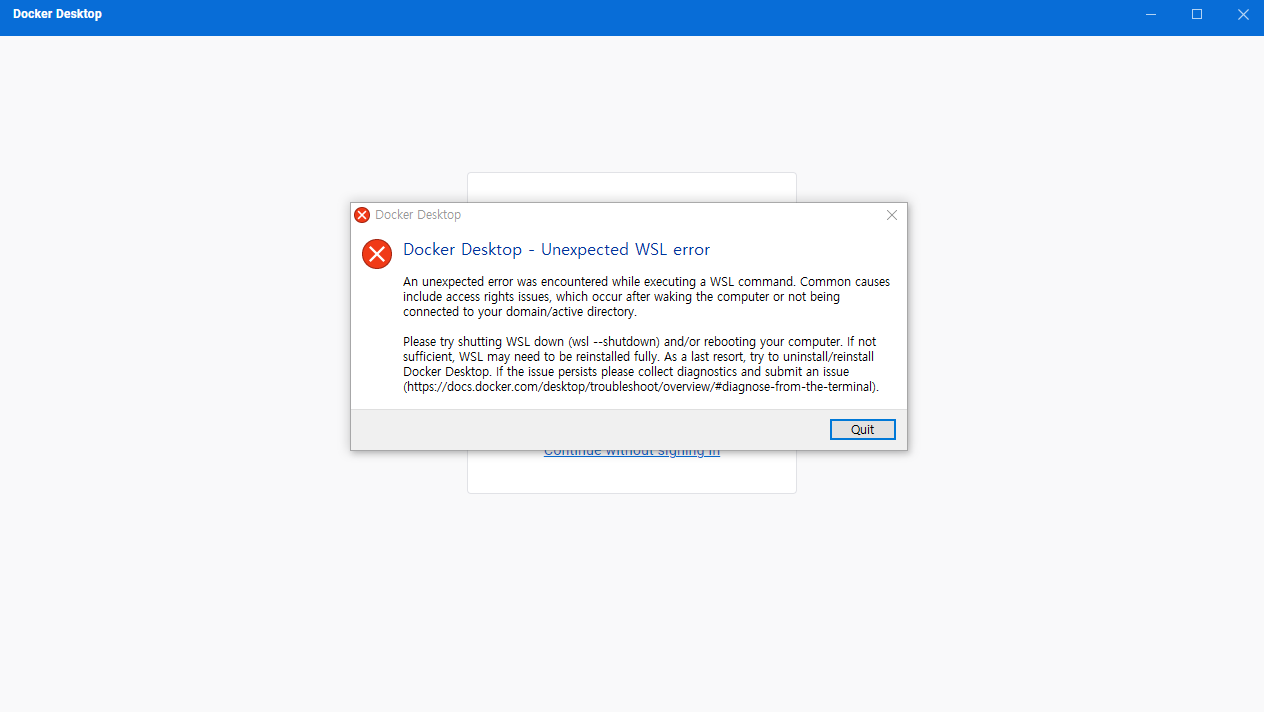 Docker Desktop
Docker Desktop
Docker Desktop - Unexpected WSL error
An unexpected error was encountered while executing a WSL command. Common causes
include access rights issues, which occur after waking the computer or not being
connected to your domain/active directory.
Please try shutting WSL down (wsl --shutdown) and/or rebooting your computer. If not
sufficient, WSL may need to be reinstalled fully. As a last resort, try to uninstall/reinstall
Docker Desktop. If the issue persists please collect diagnostics and submit an issue
(https://docs.docker.com/desktop/troubleshoot/overview/#diagnose-from-the-terminal).
Quit
Continue without signing in